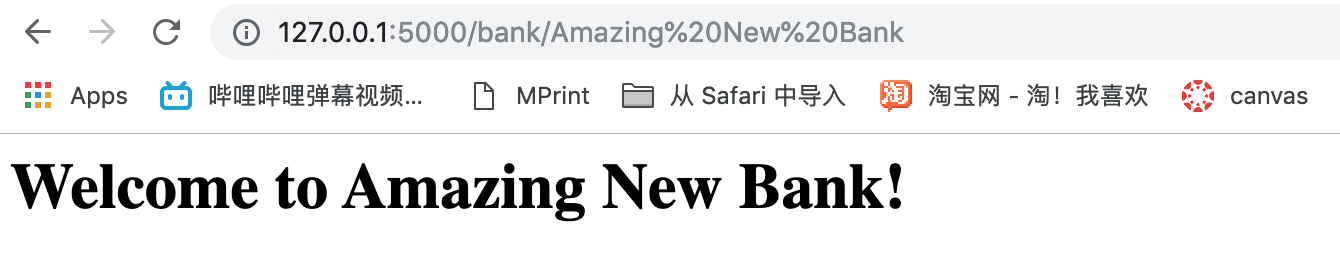 127.0.0.1:5000/bank/Amazing%20New%20Bank
Apps 哔哩哔哩弹幕视频... MPrint 从 Safari 中导入 淘 淘宝网 - 淘！我喜欢 canvas
Welcome to Amazing New Bank!